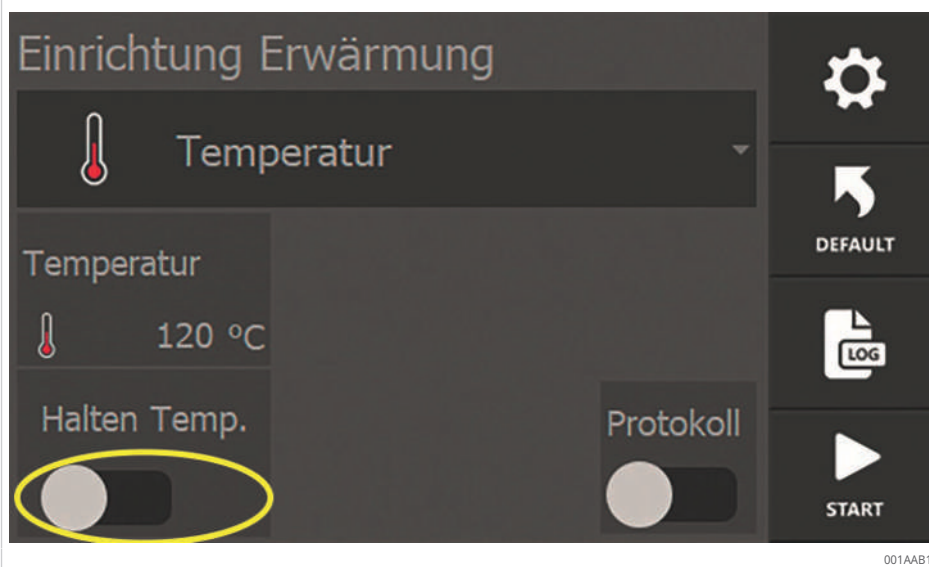 Einrichtung Erwärmung
Temperatur
DEFAULT
Temperatur
120 °C
LOG
Halten Temp.
Protokoll
START
001AAB1